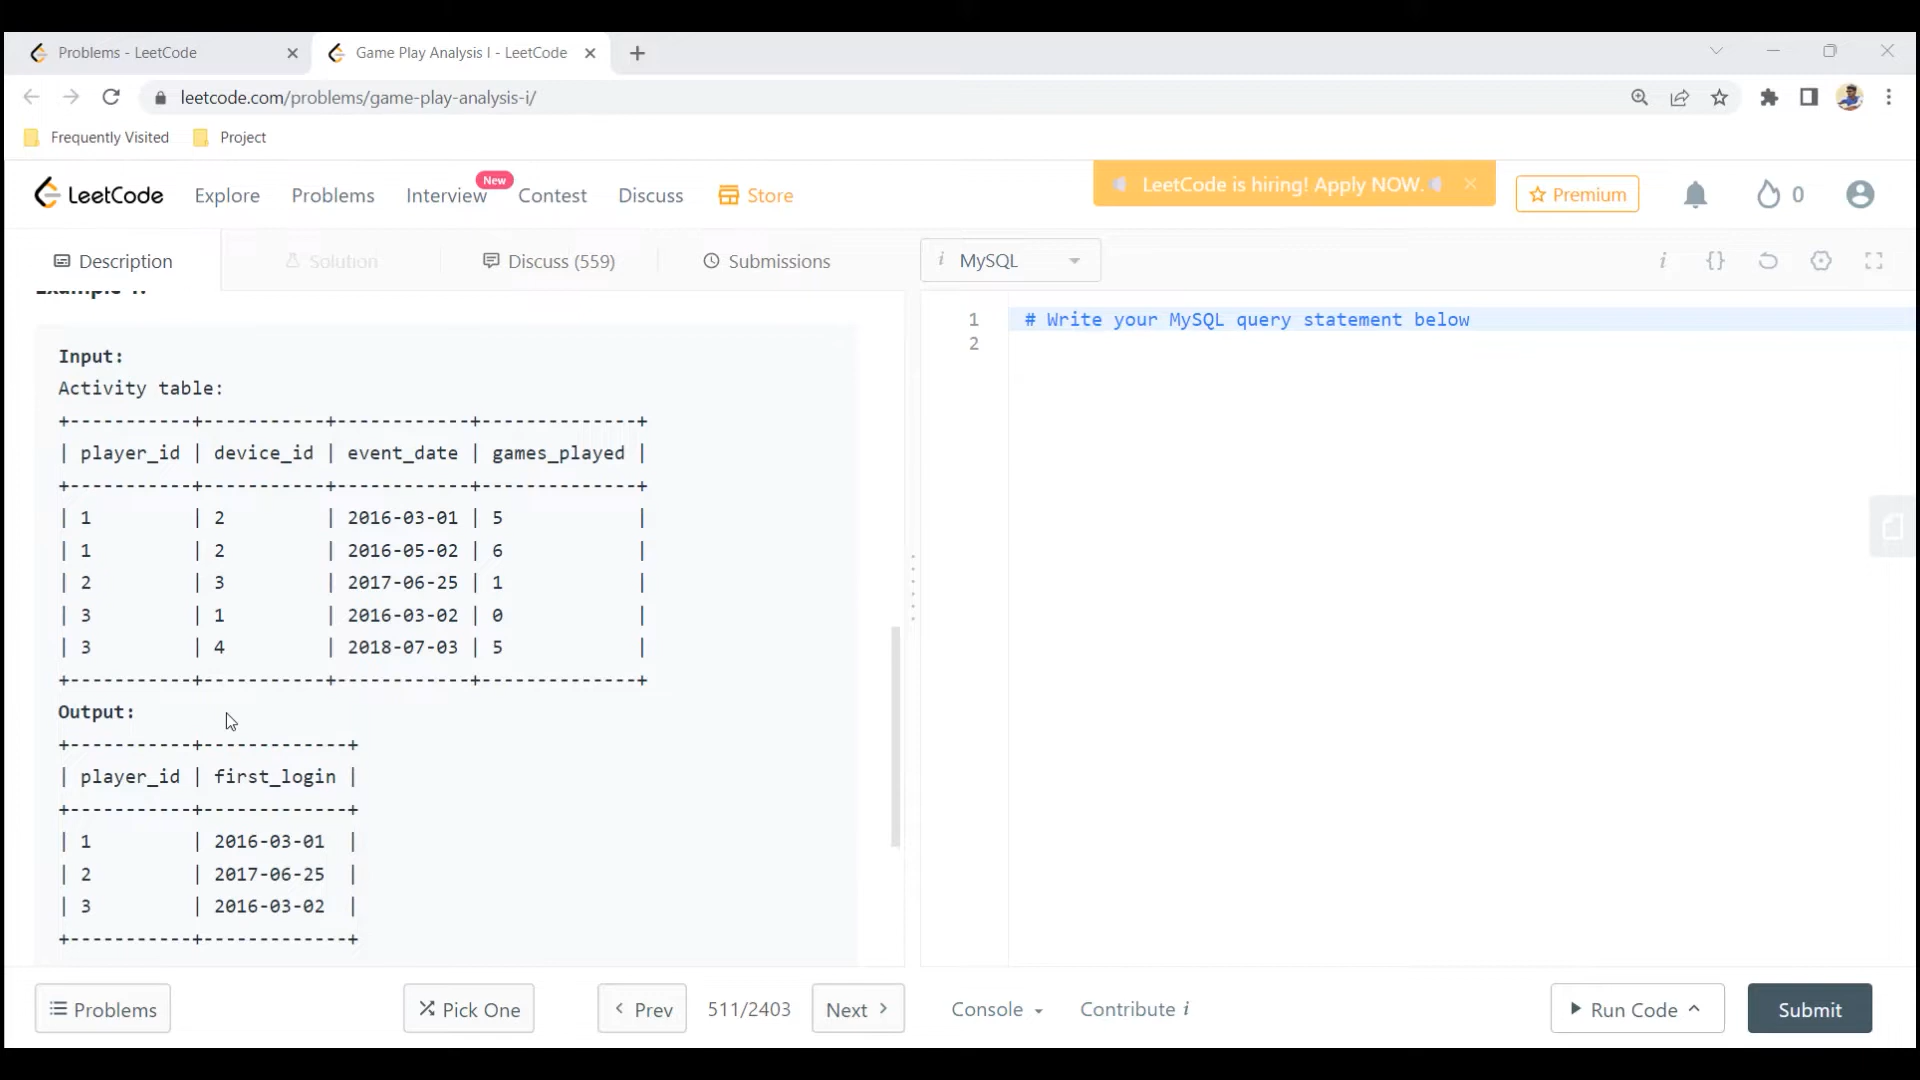 Problems - LeetCode
Game Play Analysis I - LeetCode
leetcode.com/problems/game-play-analysis-i/
Frequently Visited
Project
LeetCode
Explore
Problems
Interview
New
Contest
Discuss
Store
LeetCode is hiring! Apply NOW.
Premium
0
Description
Solution
Discuss (559)
Submissions
i MySQL
i {}
Example 1:
Input:
Activity table:
+-----------+-----------+------------+--------------+
| player_id | device_id | event_date | games_played |
+-----------+-----------+------------+--------------+
| 1         | 2         | 2016-03-01 | 5            |
| 1         | 2         | 2016-05-02 | 6            |
| 2         | 3         | 2017-06-25 | 1            |
| 3         | 1         | 2016-03-02 | 0            |
| 3         | 4         | 2018-07-03 | 5            |
+-----------+-----------+------------+--------------+
Output:
+-----------+-------------+
| player_id | first_login |
+-----------+-------------+
| 1         | 2016-03-01  |
| 2         | 2017-06-25  |
| 3         | 2016-03-02  |
+-----------+-------------+
1 # Write your MySQL query statement below
2
Problems
Pick One
Prev
511/2403
Next
Console
Contribute i
Run Code
Submit